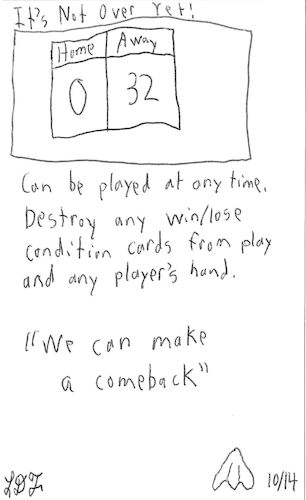 It's Not Over Yet!
Home Away
0 32
Can be played at any time.
Destroy any win/lose
condition cards from play
and any player's hand.
"We can make
a comeback"
10/14